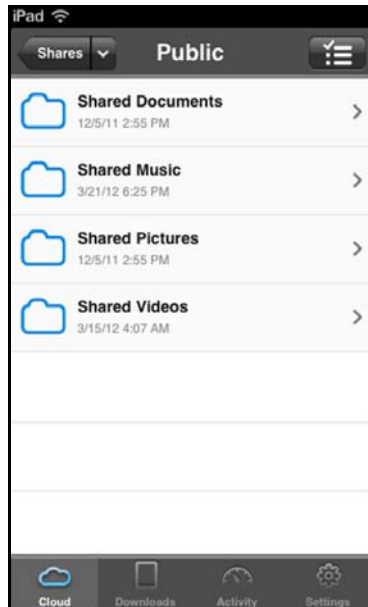 iPad
Shares
Public
Shared Documents
12/5/11 2:55 PM
Shared Music
3/21/12 6:25 PM
Shared Pictures
12/5/11 2:55 PM
Shared Videos
3/15/12 4:07 AM
Cloud Downloads Activity Settings